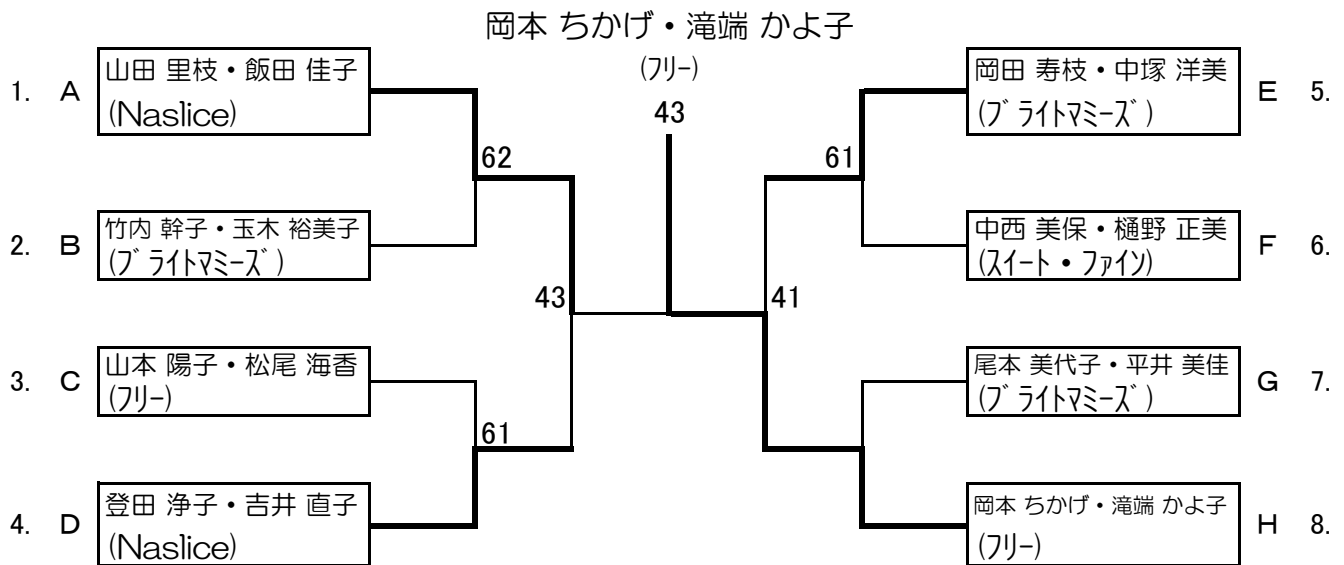 岡本 ちかげ・滝端 かよ子
(フリー)
43
1. A 山田 里枝・飯田 佳子
(Naslice)
62
2. B 竹内 幹子・玉木 裕美子
(ブライトマミーズ)
43
3. C 山本 陽子・松尾 海香
(フリー)
61
4. D 登田 浄子・吉井 直子
(Naslice)
岡田 寿枝・中塚 洋美 E 5.
(ブライトマミーズ)
61
中西 美保・樋野 正美 F 6.
(スイート・ファイン)
41
尾本 美代子・平井 美佳 G 7.
(ブライトマミーズ)
岡本 ちかげ・滝端 かよ子 H 8.
(フリー)